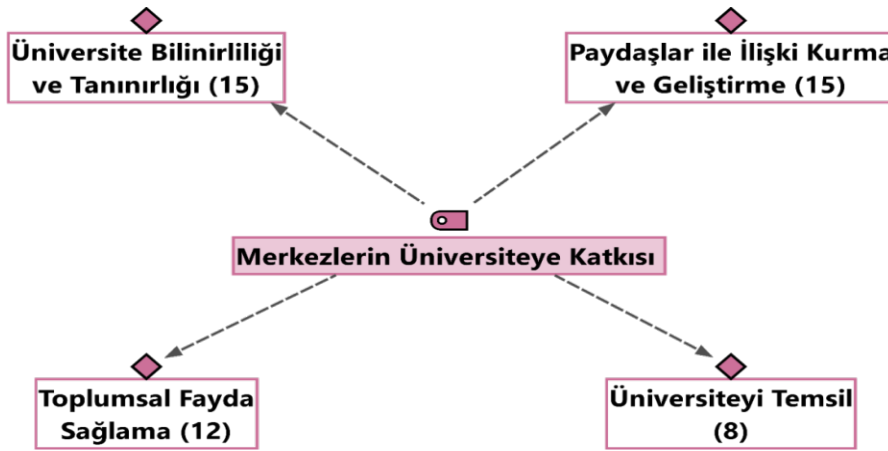 Üniversite Bilinirliliği
ve Tanınırlığı (15)
Paydaşlar ile İlişki Kurma
ve Geliştirme (15)
Merkezlerin Üniversiteye Katkısı
Toplumsal Fayda
Sağlama (12)
Üniversiteyi Temsil
(8)